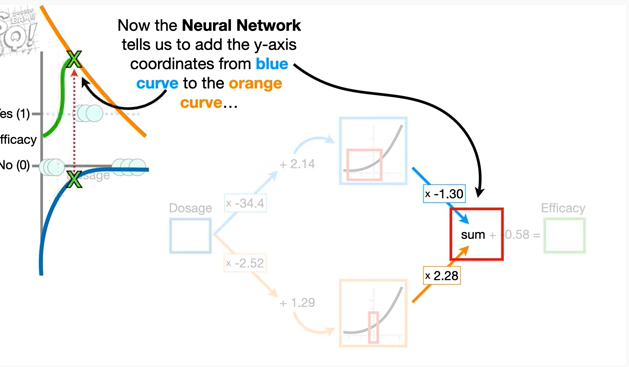 Now the Neural Network
tells us to add the y-axis
coordinates from blue
curve to the orange
curve…
es (1)
fficacy
No (0)
+ 2.14
x -34.4
x -1.30
Dosage
Efficacy
sum + 0.58 =
x -2.52
x 2.28
+ 1.29